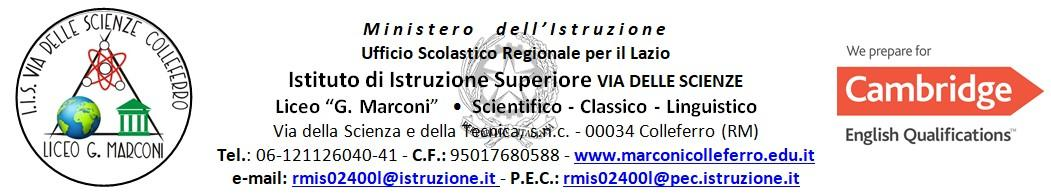 I.I.S. VIA DELLE SCIENZE COLLEFERRO
LICEO G. MARCONI
Ministero dell'Istruzione
Ufficio Scolastico Regionale per il Lazio
Istituto di Istruzione Superiore VIA DELLE SCIENZE
Liceo "G. Marconi" • Scientifico - Classico - Linguistico
Via della Scienza e della Tecnica, s.n.c. - 00034 Colleferro (RM)
Tel.: 06-121126040-41 - C.F.: 95017680588 - www.marconicolleferro.edu.it
e-mail: rmis02400l@istruzione.it - P.E.C.: rmis02400l@pec.istruzione.it
We prepare for
Cambridge
English Qualifications™